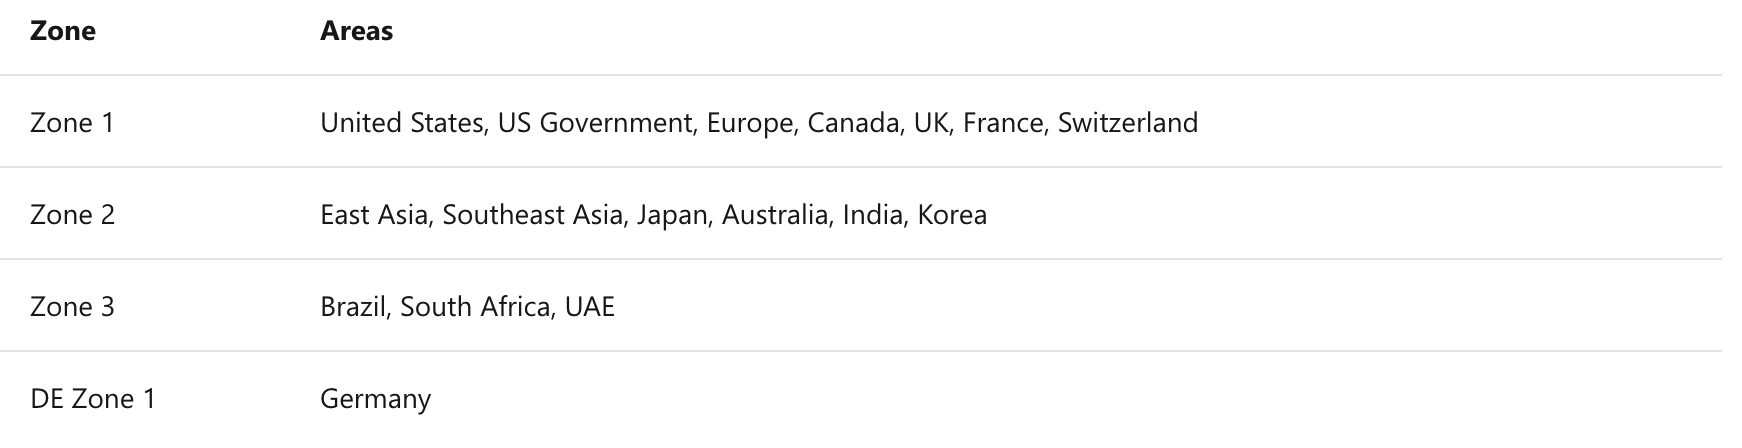 Zone Areas
Zone 1 United States, US Government, Europe, Canada, UK, France, Switzerland
Zone 2 East Asia, Southeast Asia, Japan, Australia, India, Korea
Zone 3 Brazil, South Africa, UAE
DE Zone 1 Germany